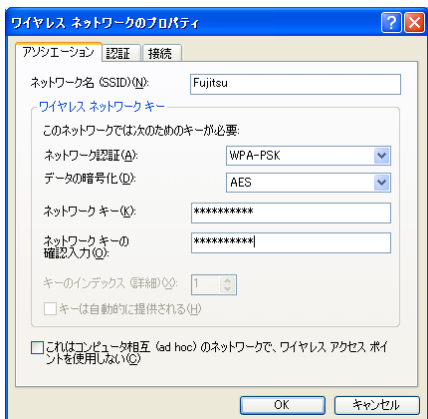 ワイヤレス ネットワークのプロパティ
アソシエーション 認証 接続
ネットワーク名 (SSID)(N): Fujitsu
ワイヤレス ネットワーク キー
このネットワークでは次のためのキーが必要:
ネットワーク認証(A): WPA-PSK
データの暗号化(D): AES
ネットワーク キー(K): **********
ネットワーク キーの
確認入力(O): **********
キーのインデックス (詳細)(X): 1
キーは自動的に提供される(H)
これはコンピュータ相互 (ad hoc) のネットワークで、ワイヤレス アクセス ポイ
ントを使用しない(C)
OK キャンセル